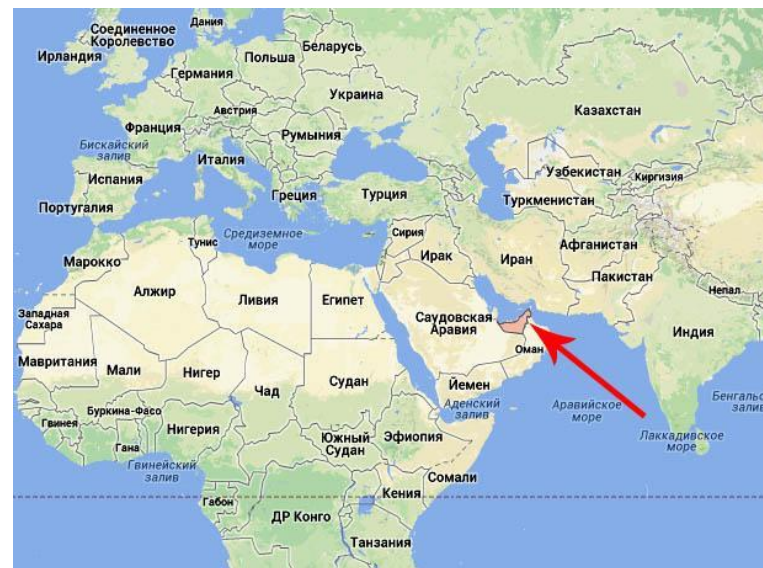 Соединенное
Королевство
Дания
Ирландия
Беларусь
Польша
Германия
Украина
Австрия
Казахстан
Франция
Румыния
Бискайский
залив
Италия
Узбекистан
Киргизия
Испания
Греция
Турция
Туркменистан
Португалия
Средиземное
море
Тунис
Сирия
Афганистан
Марокко
Ирак
Иран
Пакистан
Алжир
Ливия
Египет
Непал
Западная
Сахара
Саудовская
Аравия
Индия
Оман
Мавритания
Мали
Нигер
Чад
Судан
Йемен
Аденский
залив
Аравийское
море
Бенгальс
залив
Буркина-Фасо
Гвинея
Нигерия
Гана
Южный
Судан
Эфиопия
Лаккадивское
море
Гвинейский
залив
Сомали
Габон
Кения
ДР Конго
Танзания